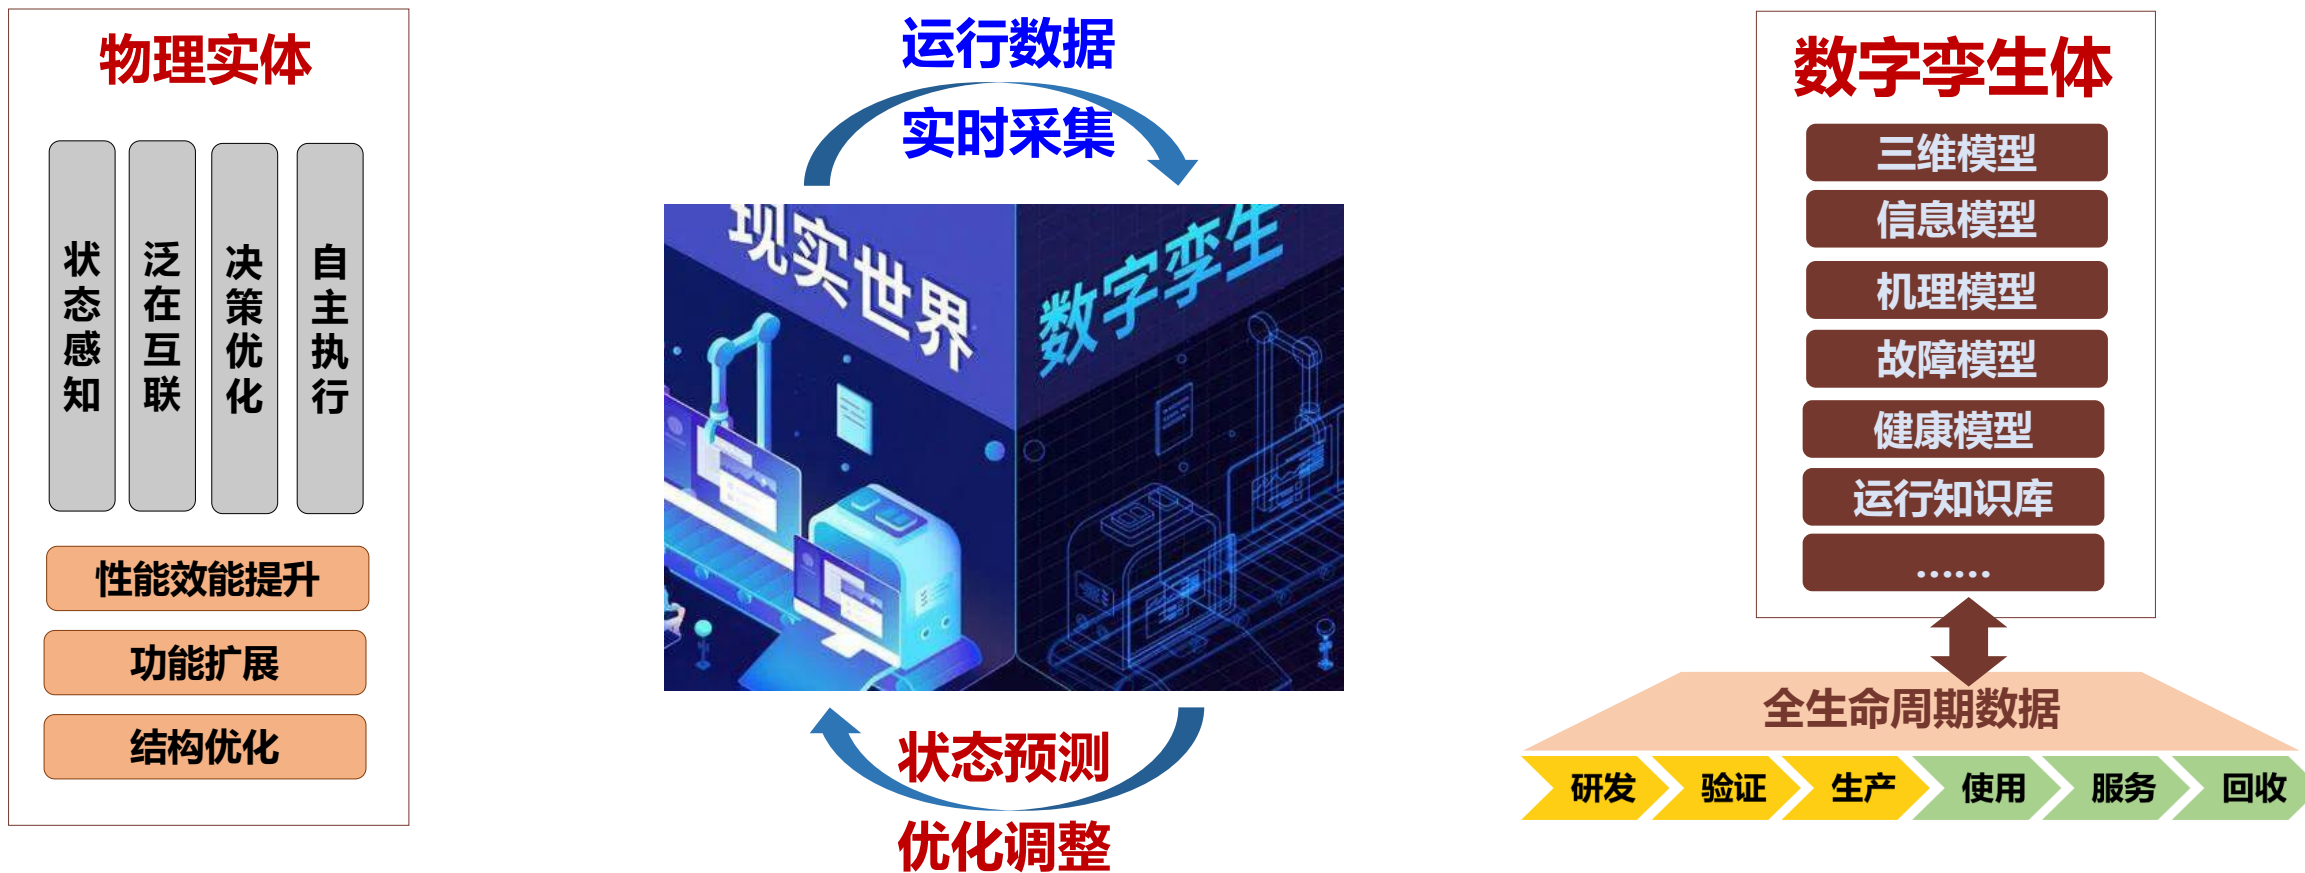 物理实体
状态感知
泛在互联
决策优化
自主执行
性能效能提升
功能扩展
结构优化
运行数据
实时采集
现实世界
数字孪生
状态预测
优化调整
数字孪生体
三维模型
信息模型
机理模型
故障模型
健康模型
运行知识库
……
全生命周期数据
研发
验证
生产
使用
服务
回收